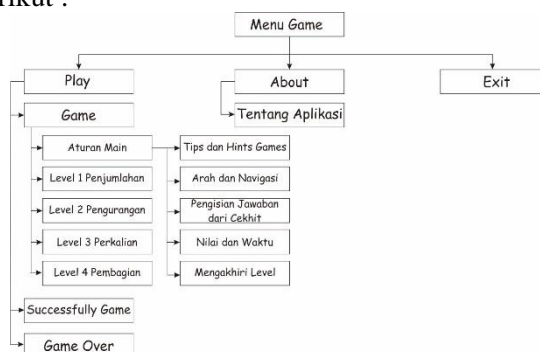 rikut :
Menu Game
Play
About
Exit
Game
Tentang Aplikasi
Aturan Main
Tips dan Hints Games
Level 1 Penjumlahan
Arah dan Navigasi
Level 2 Pengurangan
Pengisian Jawaban
dari Cekhit
Level 3 Perkalian
Nilai dan Waktu
Level 4 Pembagian
Mengakhiri Level
Successfully Game
Game Over